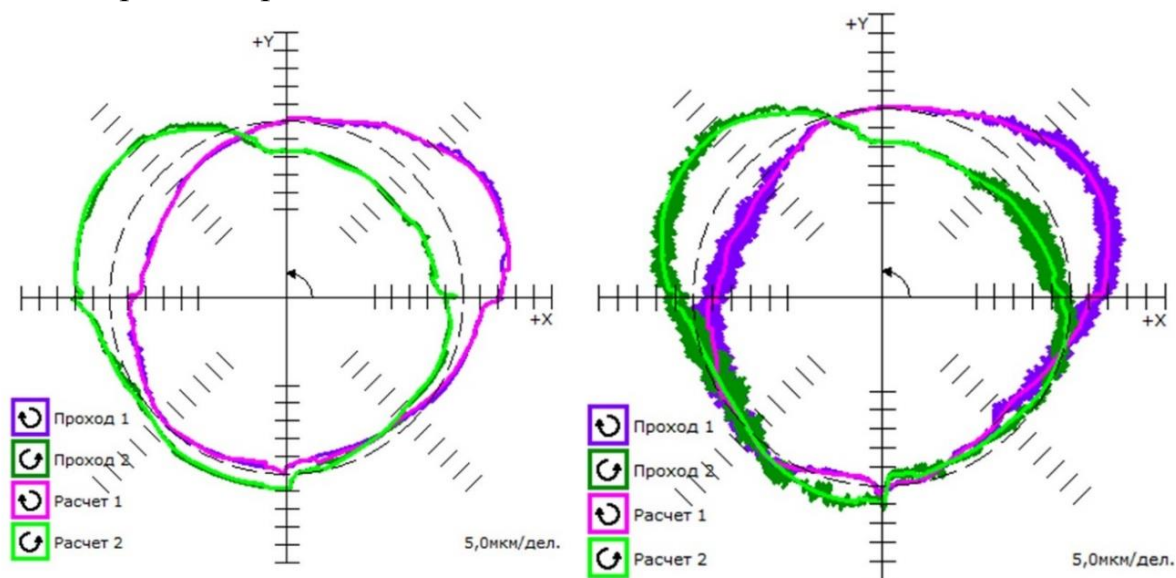 +Y
+X
Проход 1
Проход 2
Расчет 1
Расчет 2
5,0мкм/дел.
+Y
+X
Проход 1
Проход 2
Расчет 1
Расчет 2
5,0мкм/дел.